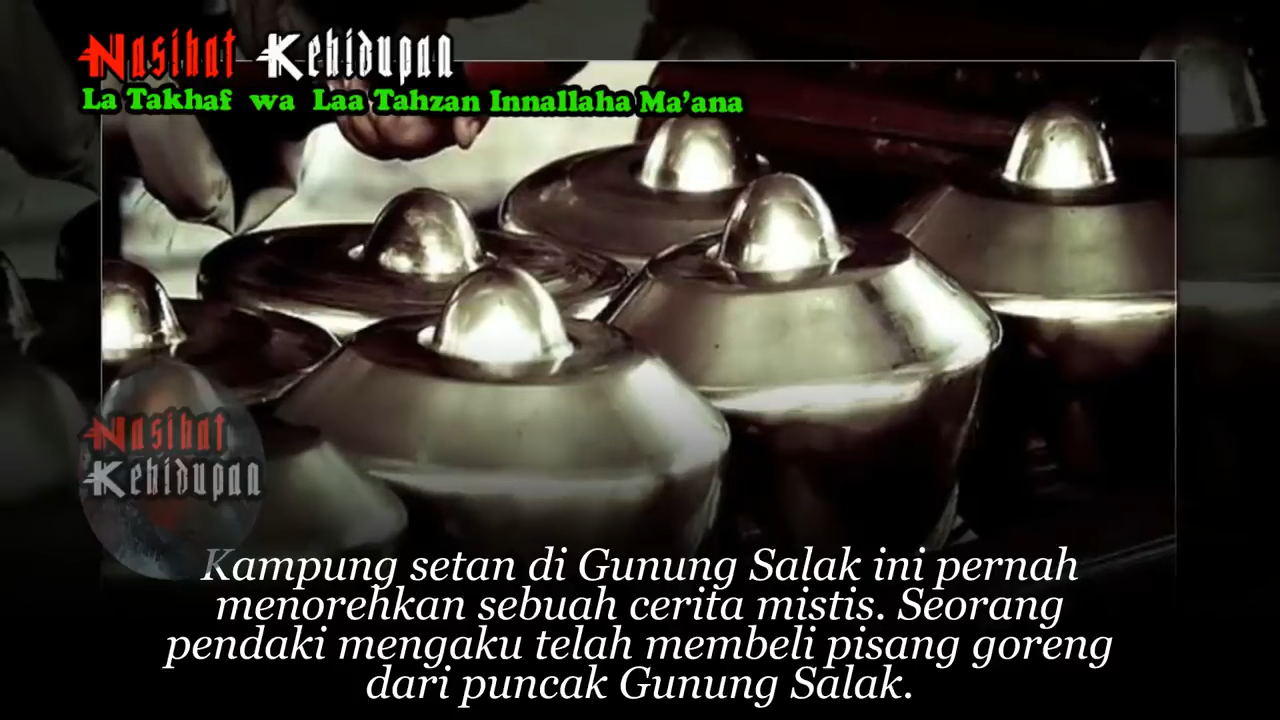 Nasihat Kehidupan
La Takhaf wa Laa Tahzan Innallaha Ma'ana
Nasihat
Kehidupan
Kampung setan di Gunung Salak ini pernah
menorehkan sebuah cerita mistis. Seorang
pendaki mengaku telah membeli pisang goreng
dari puncak Gunung Salak.